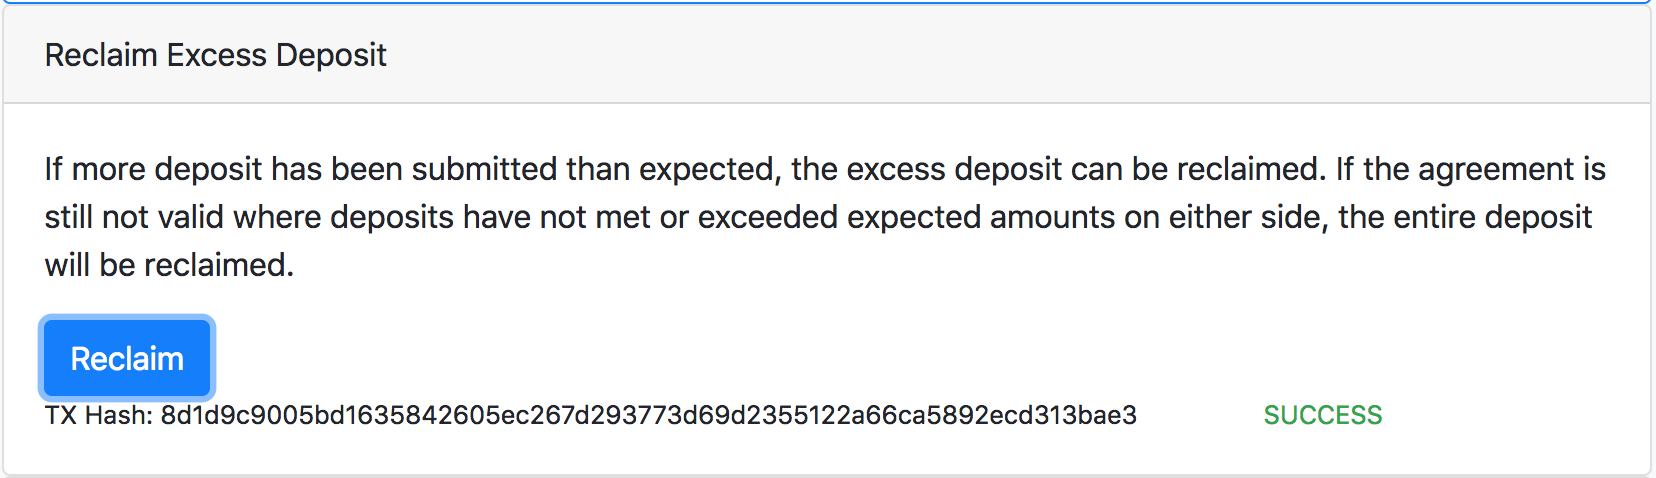 Reclaim Excess Deposit
If more deposit has been submitted than expected, the excess deposit can be reclaimed. If the agreement is
still not valid where deposits have not met or exceeded expected amounts on either side, the entire deposit
will be reclaimed.
Reclaim
TX Hash: 8d1d9c9005bd1635842605ec267d293773d69d2355122a66ca5892ecd313bae3 SUCCESS